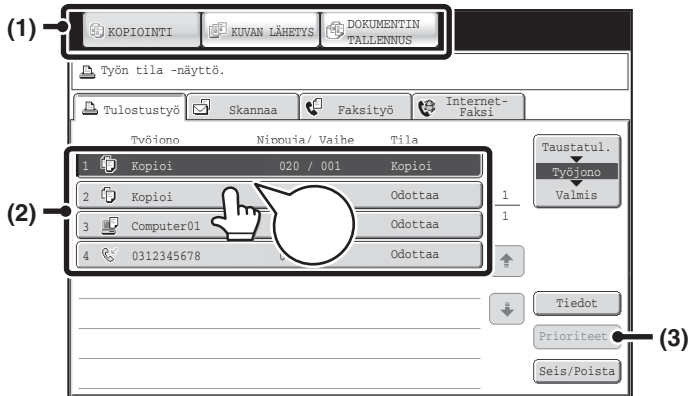 (1)
KOPIOINTI
KUVAN LÄHETYS
DOKUMENTIN
TALLENNUS
Työn tila -näyttö.
Tulostustyö
Skannaa
Faksityö
Internet-
Faksi
Työjono Nippuja/ Vaihe Tila
1 Kopioi 020 / 001 Kopioi
2 Kopioi Odottaa
3 Computer01 Odottaa
4 0312345678 Odottaa
(2)
1
1
Taustatul.
Työjono
Valmis
Tiedot
Prioriteet
(3)
Seis/Poista